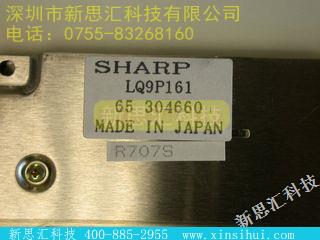 深圳市新思汇科技有限公司
电话：0755-83268160
SHARP
LQ9P161
65 304660
MADE IN JAPAN
R707S
新思汇科技
新思汇科技 400-885-2955 www.xinsihui.com